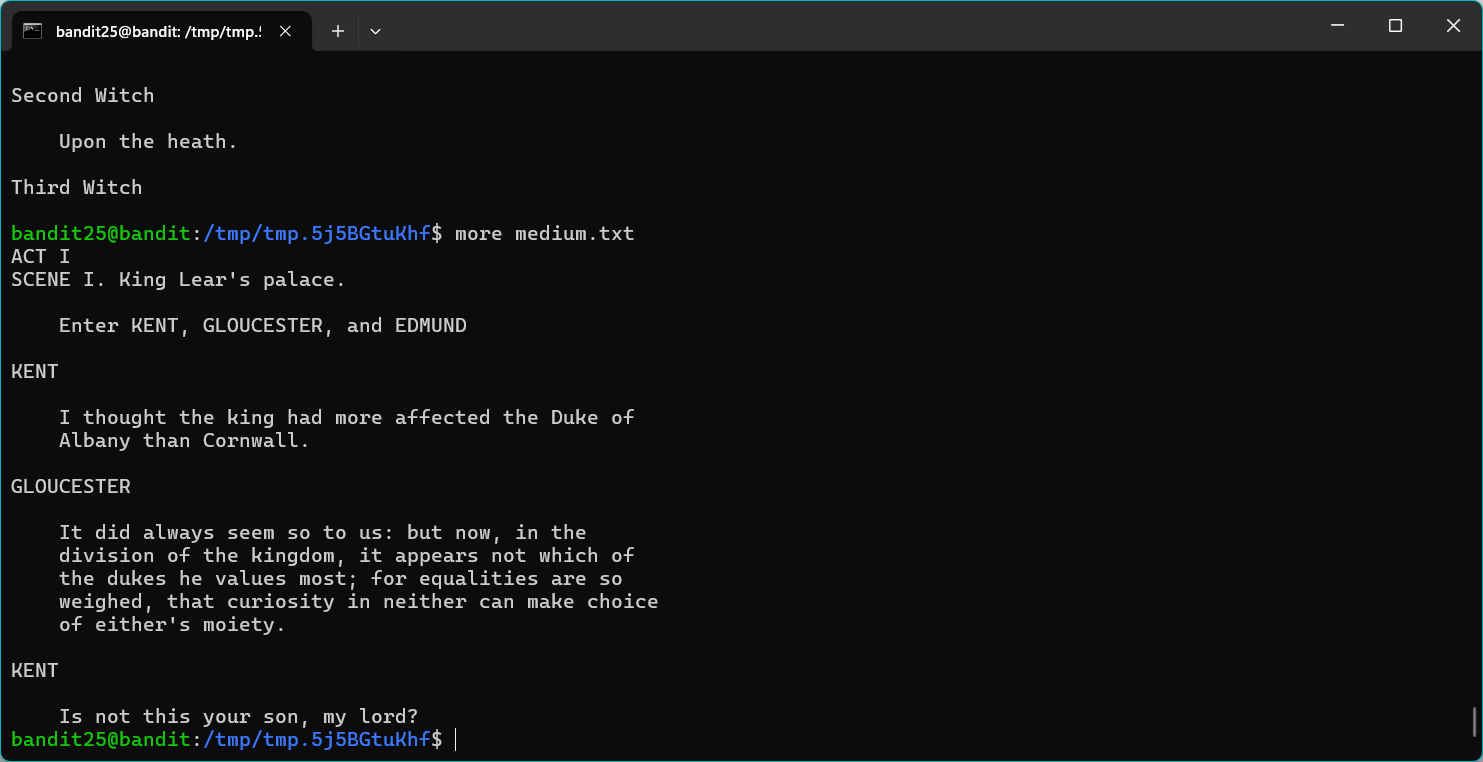 bandit25@bandit: /tmp/tmp.5
Second Witch
Upon the heath.
Third Witch
bandit25@bandit:/tmp/tmp.5j5BGtuKhf$ more medium.txt
ACT I
SCENE I. King Lear's palace.
Enter KENT, GLOUCESTER, and EDMUND
KENT
I thought the king had more affected the Duke of
Albany than Cornwall.
GLOUCESTER
It did always seem so to us: but now, in the
division of the kingdom, it appears not which of
the dukes he values most; for equalities are so
weighed, that curiosity in neither can make choice
of either's moiety.
KENT
Is not this your son, my lord?
bandit25@bandit:/tmp/tmp.5j5BGtuKhf$